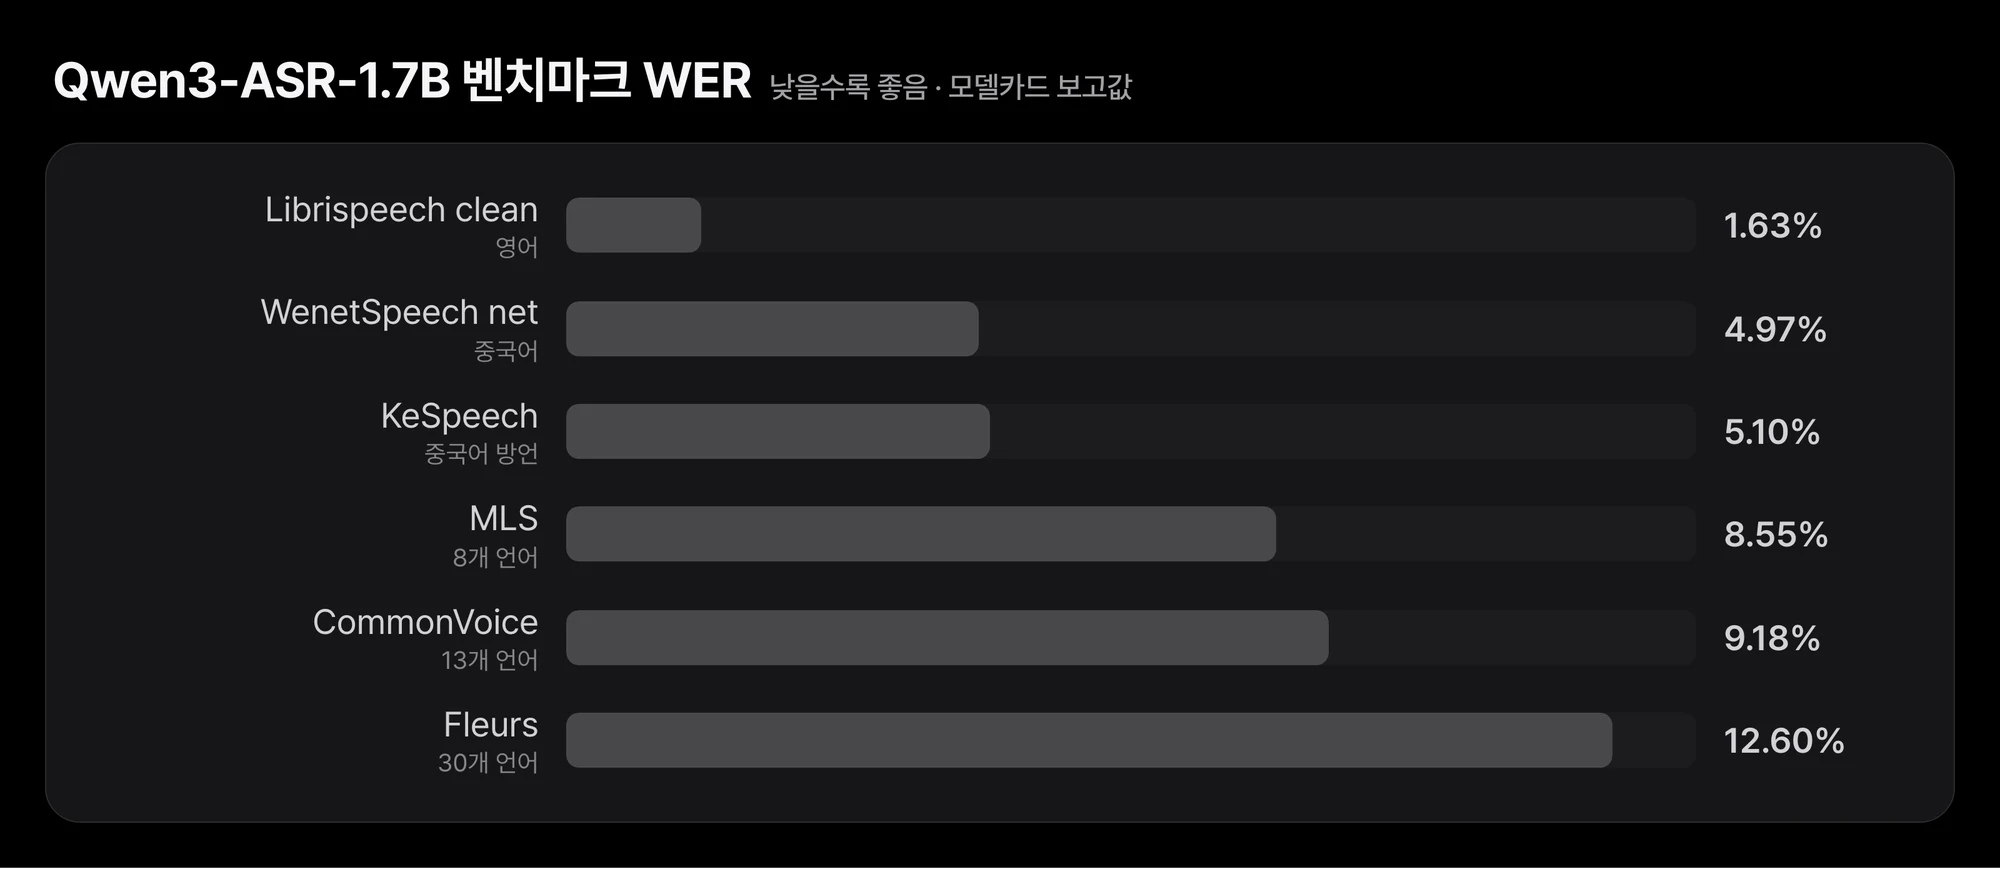 Qwen3-ASR-1.7B 벤치마크 WER 낮을수록 좋음 · 모델카드 보고값
Librispeech clean
영어
1.63%
WenetSpeech net
중국어
4.97%
KeSpeech
중국어 방언
5.10%
MLS
8개 언어
8.55%
CommonVoice
13개 언어
9.18%
Fleurs
30개 언어
12.60%